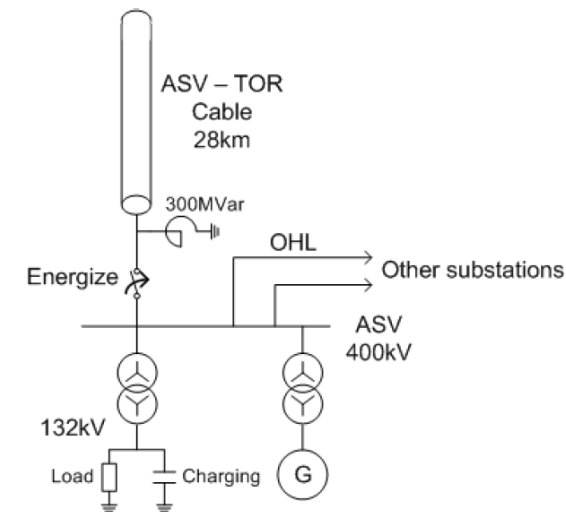 ASV – TOR
Cable
28km
300MVar
OHL
Energize
Other substations
ASV
400kV
132kV
Load
Charging
G